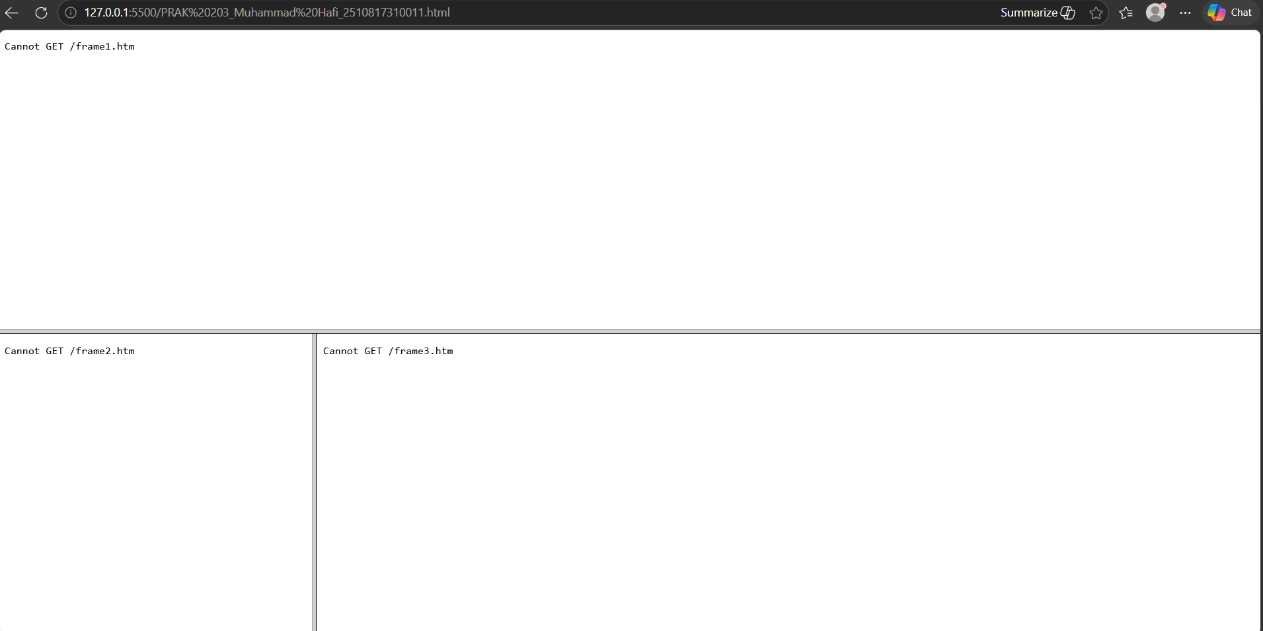 127.0.0.1:5500/PRAK%203_Muhammad%20Hafi_2510817310011.html Summarize Chat
Cannot GET /frame1.htm
Cannot GET /frame2.htm Cannot GET /frame3.htm